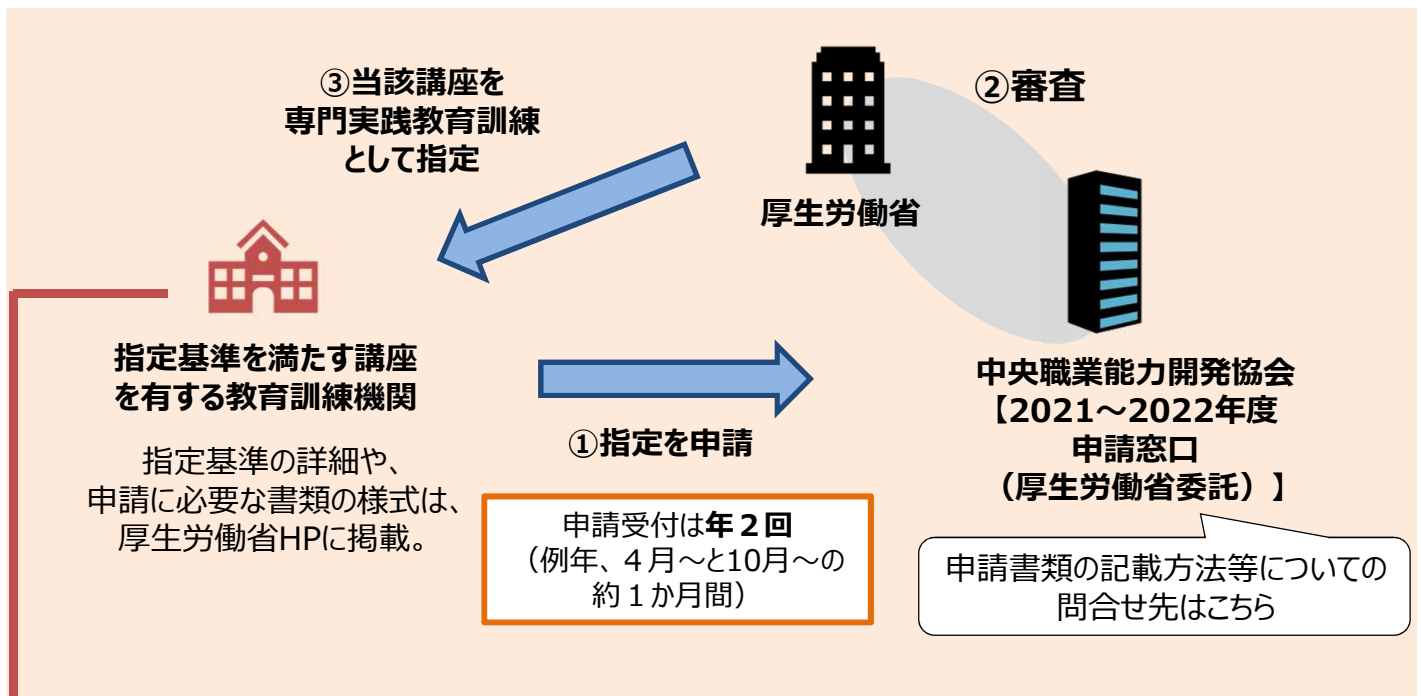 ③当該講座を
専門実践教育訓練
として指定
②審査
厚生労働省
指定基準を満たす講座
を有する教育訓練機関
指定基準の詳細や、
申請に必要な書類の様式は、
厚生労働省HPに掲載。
①指定を申請
申請受付は年２回
（例年、４月～と10月～の
約１か月間）
中央職業能力開発協会
【2021～2022年度
申請窓口
（厚生労働省委託）】
申請書類の記載方法等についての
問合せ先はこちら